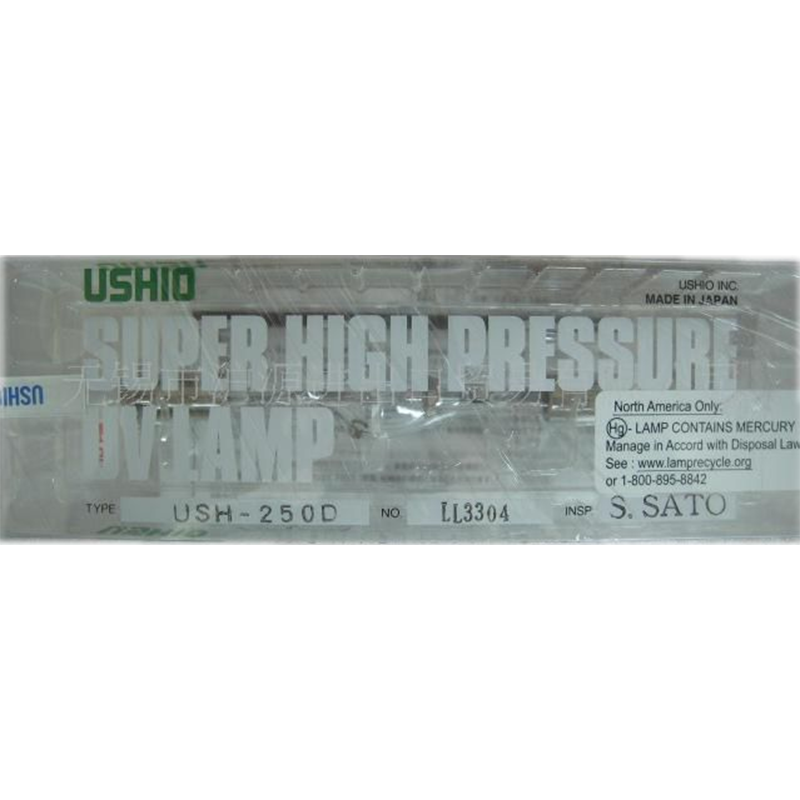 USHIO
USHIO INC.
MADE IN JAPAN
SUPER HIGH PRESSURE
UV LAMP
USHIO
North America Only:
Hg - LAMP CONTAINS MERCURY
Manage in Accord with Disposal Law
See : www.lamprecycle.org
or 1-800-895-8842
TYPE USH-250D NO. LL3304 INSP. S. SATO
USHIO